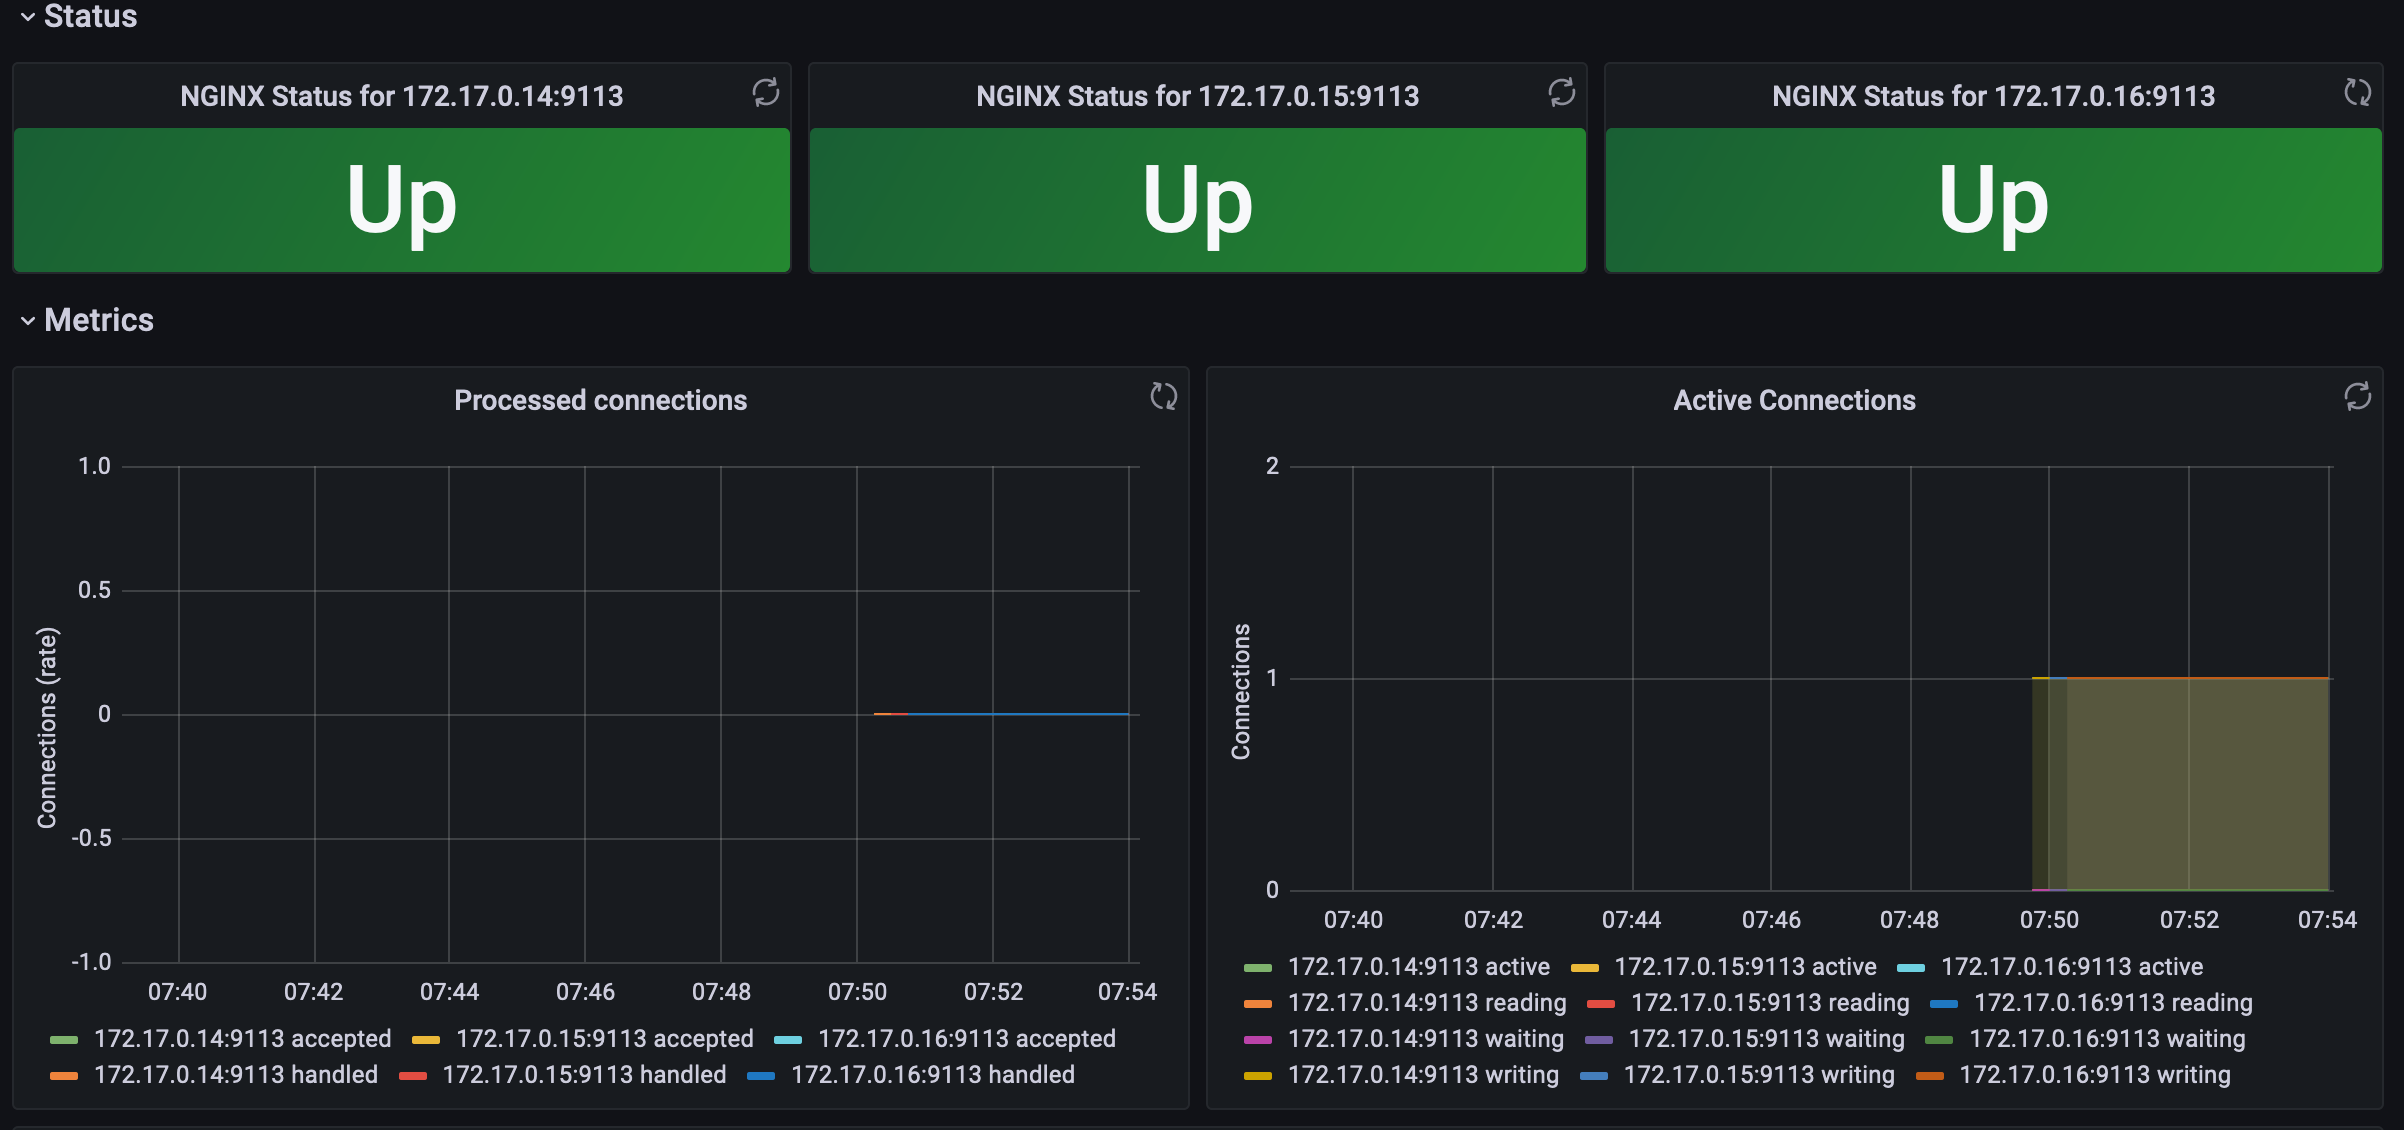 Status
NGINX Status for 172.17.0.14:9113
Up
NGINX Status for 172.17.0.15:9113
Up
NGINX Status for 172.17.0.16:9113
Up
Metrics
Processed connections
Connections (rate)
1.0
0.5
0
-0.5
-1.0
07:40 07:42 07:44 07:46 07:48 07:50 07:52 07:54
172.17.0.14:9113 accepted 172.17.0.15:9113 accepted 172.17.0.16:9113 accepted
172.17.0.14:9113 handled 172.17.0.15:9113 handled 172.17.0.16:9113 handled
Active Connections
Connections
2
1
0
07:40 07:42 07:44 07:46 07:48 07:50 07:52 07:54
172.17.0.14:9113 active 172.17.0.15:9113 active 172.17.0.16:9113 active
172.17.0.14:9113 reading 172.17.0.15:9113 reading 172.17.0.16:9113 reading
172.17.0.14:9113 waiting 172.17.0.15:9113 waiting 172.17.0.16:9113 waiting
172.17.0.14:9113 writing 172.17.0.15:9113 writing 172.17.0.16:9113 writing